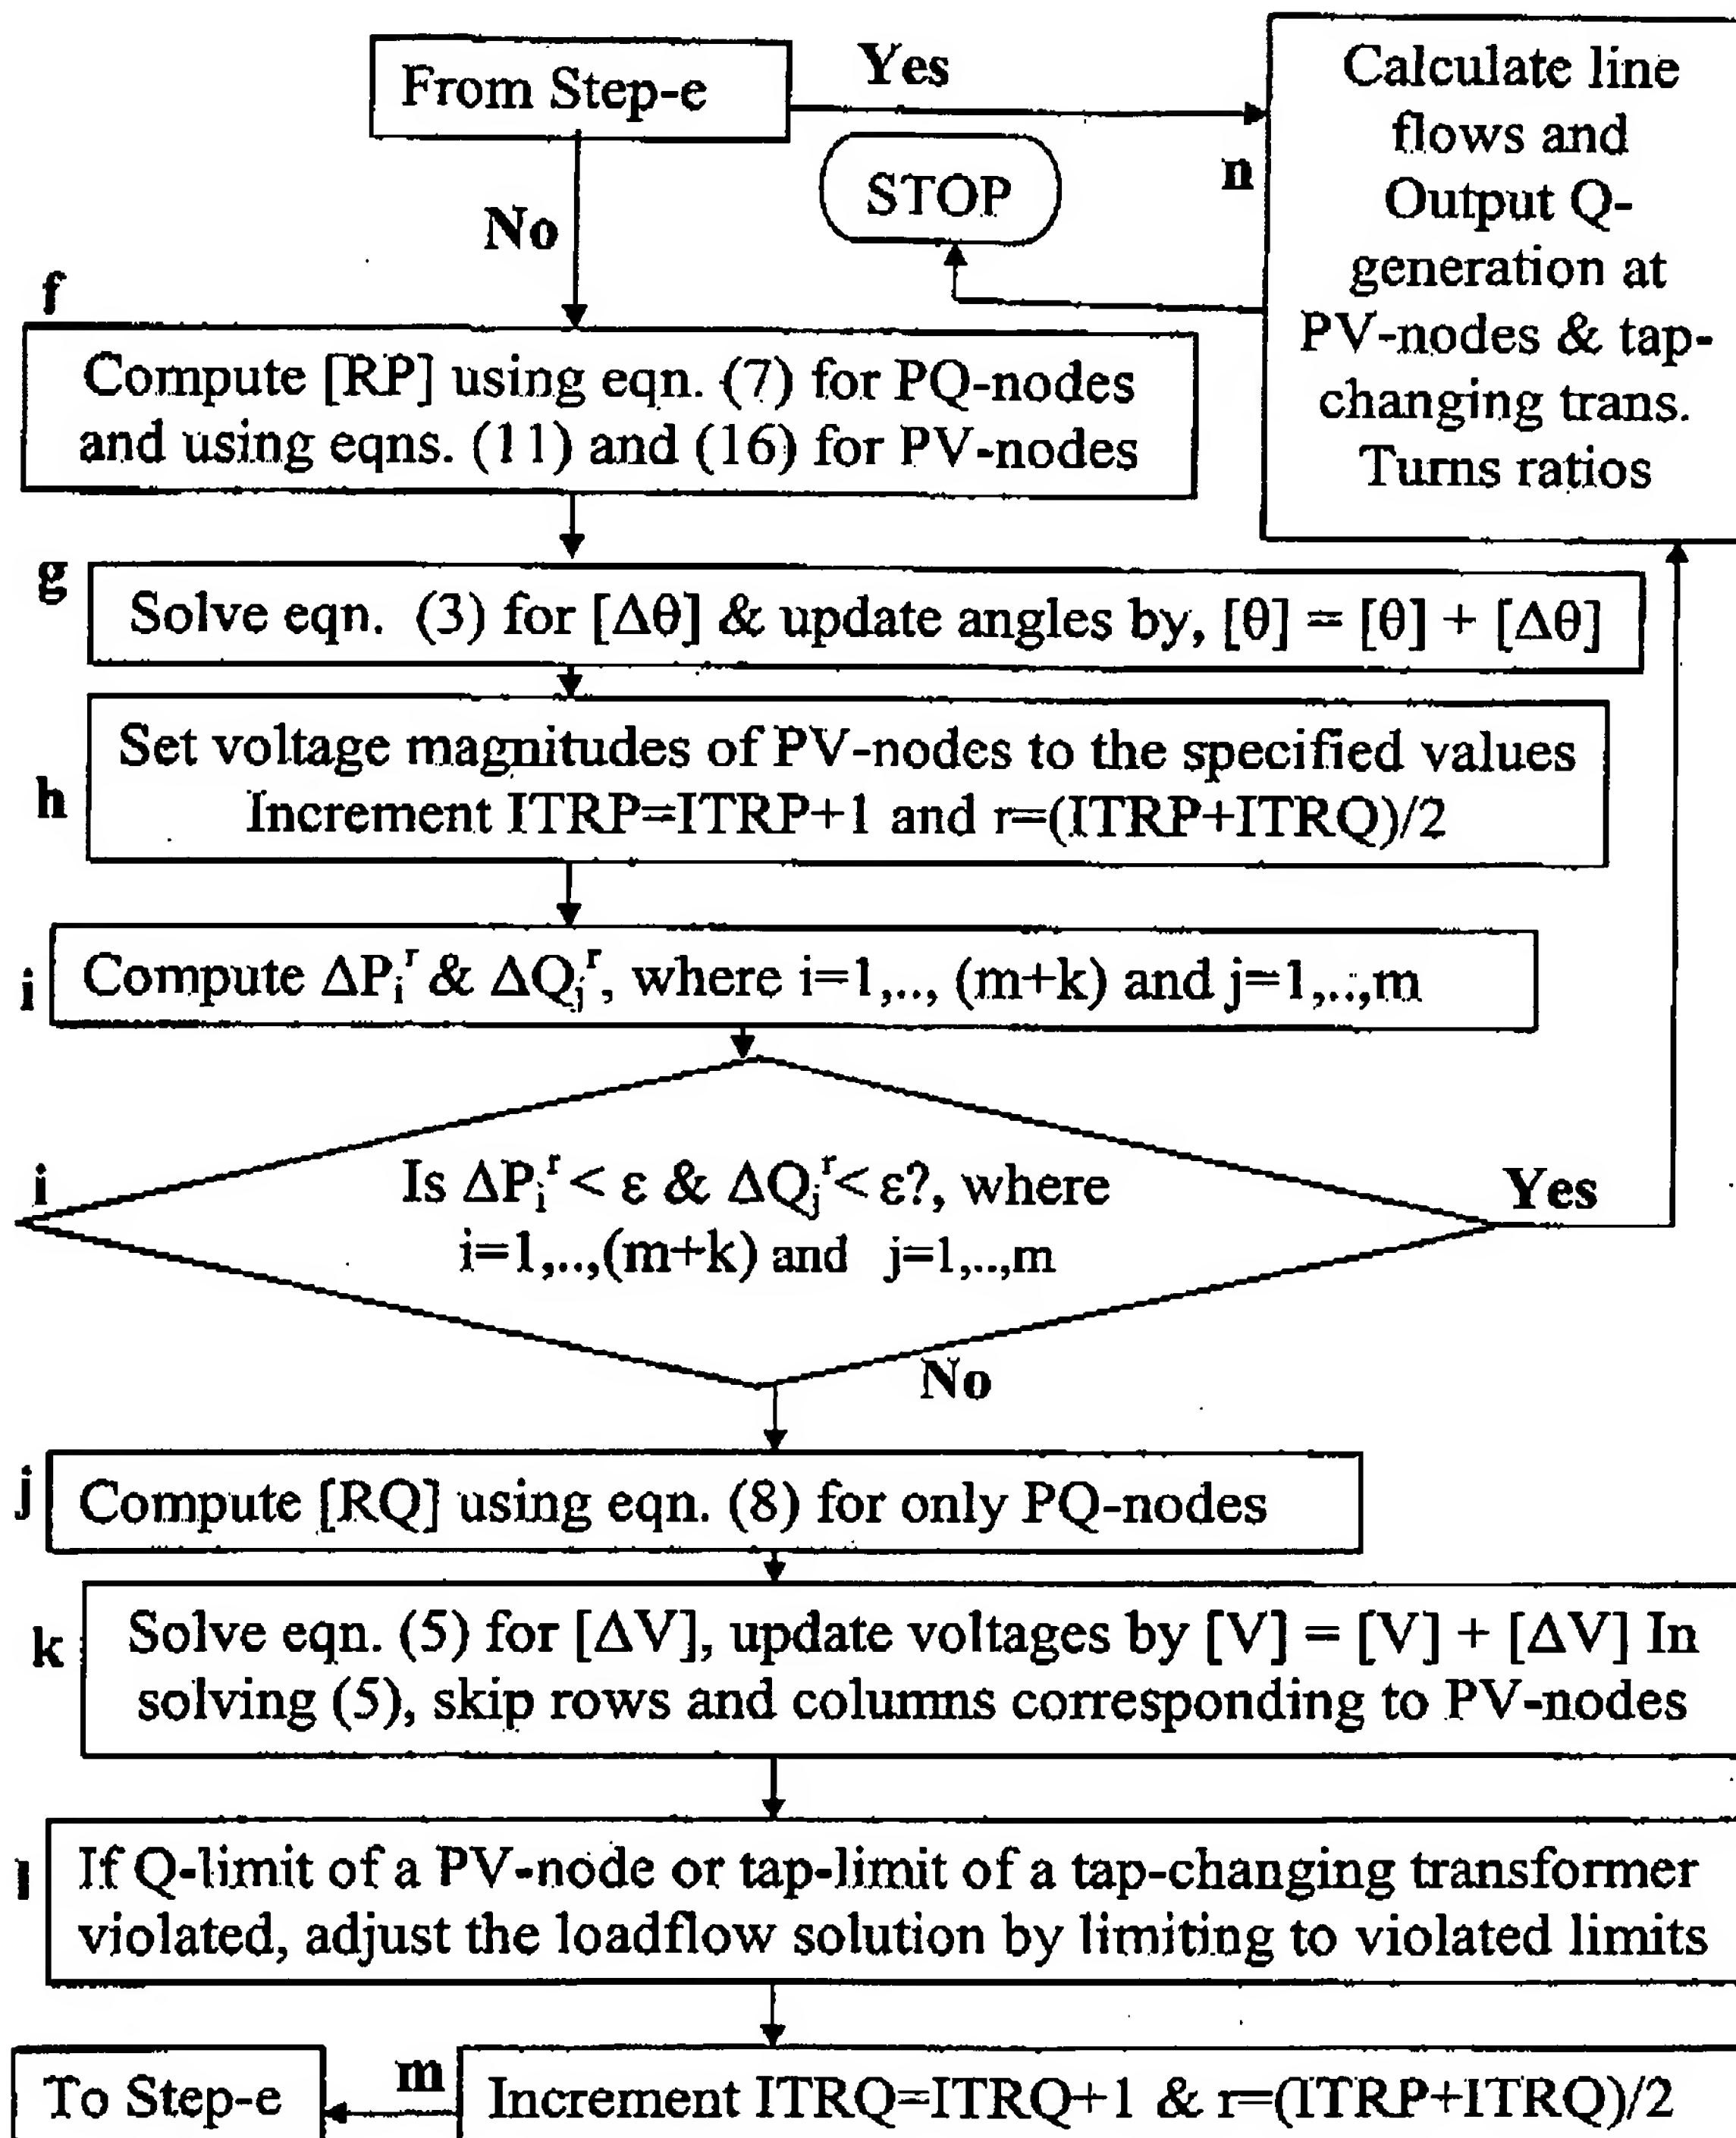 From Step-e
Yes
STOP
n
Calculate line
flows and
Output Q-
generation at
PV-nodes & tap-
changing trans.
Turns ratios
No
f
Compute [RP] using eqn. (7) for PQ-nodes
and using eqns. (11) and (16) for PV-nodes
g
Solve eqn. (3) for [Δθ] & update angles by, [θ] = [θ] + [Δθ]
h
Set voltage magnitudes of PV-nodes to the specified values
Increment ITRP=ITRP+1 and r=(ITRP+ITRQ)/2
i
Compute ΔPᵢʳ & ΔQⱼʳ, where i=1,.., (m+k) and j=1,..,m
i
Is ΔPᵢʳ < ε & ΔQⱼʳ < ε?, where
i=1,..,(m+k) and j=1,..,m
Yes
No
j
Compute [RQ] using eqn. (8) for only PQ-nodes
k
Solve eqn. (5) for [ΔV], update voltages by [V] = [V] + [ΔV] In
solving (5), skip rows and columns corresponding to PV-nodes
l
If Q-limit of a PV-node or tap-limit of a tap-changing transformer
violated, adjust the loadflow solution by limiting to violated limits
To Step-e
m
Increment ITRQ=ITRQ+1 & r=(ITRP+ITRQ)/2